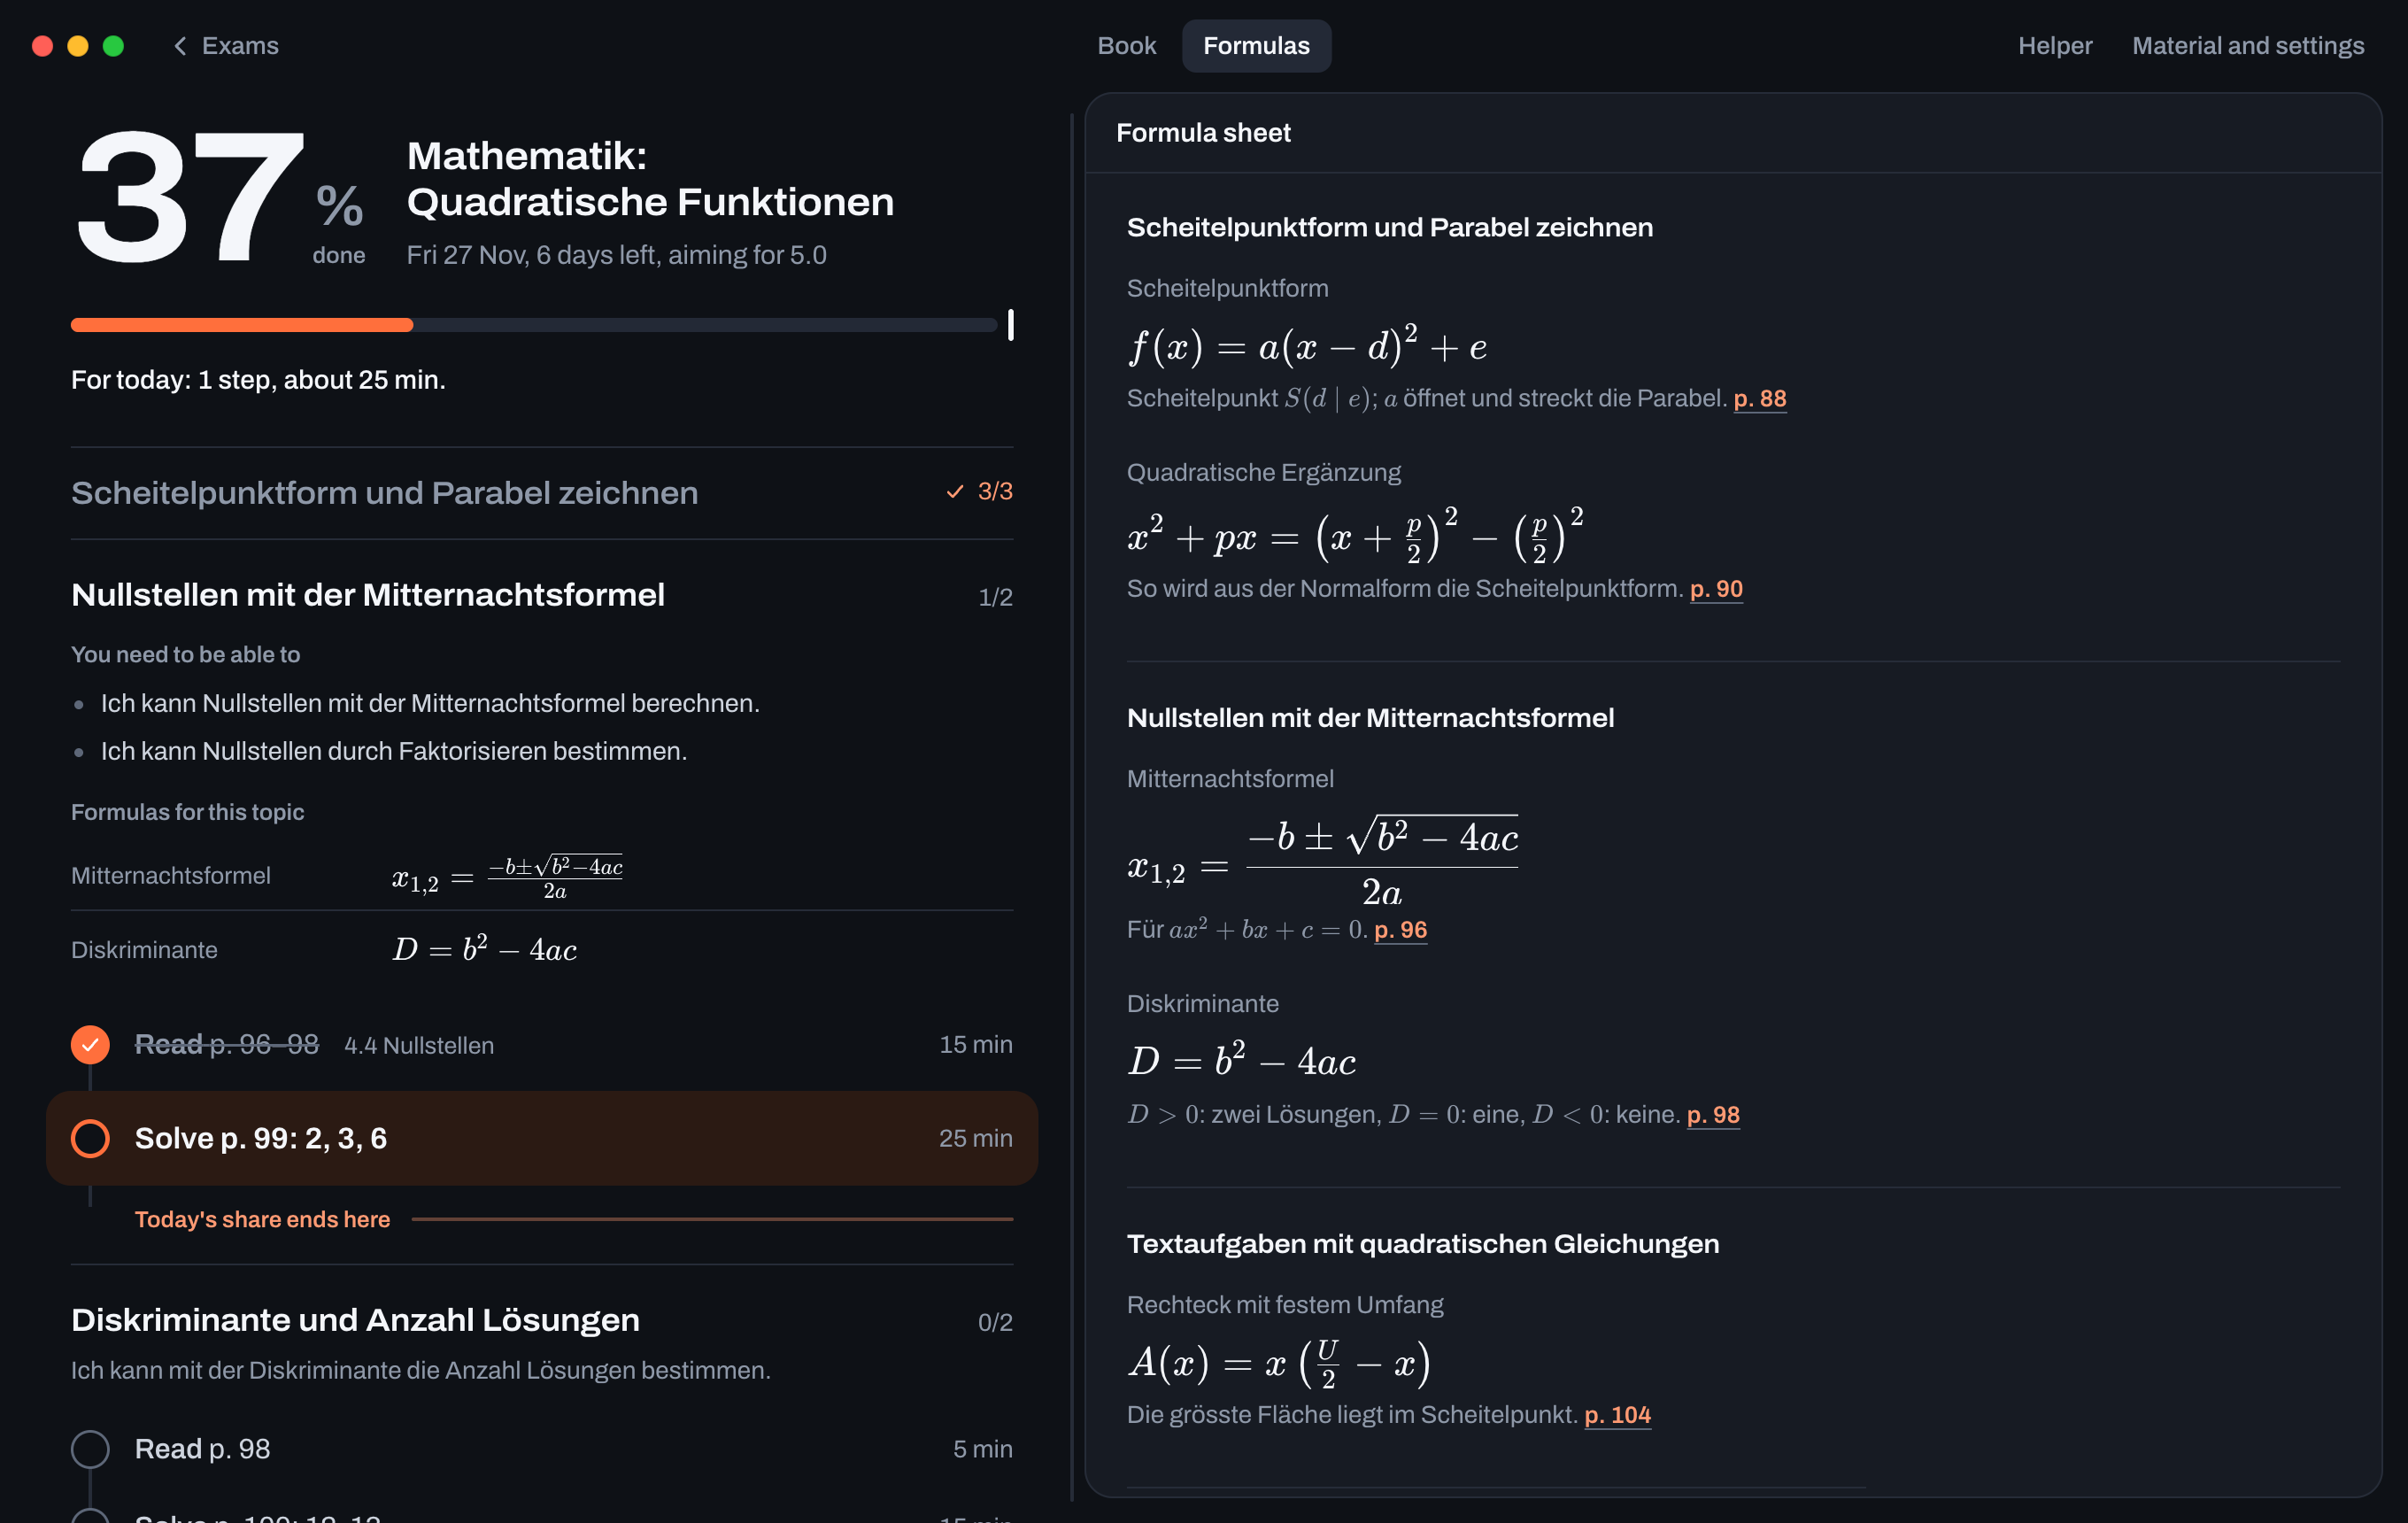 Exams
Book
Formulas
Helper
Material and settings
37 % done
Mathematik:
Quadratische Funktionen
Fri 27 Nov, 6 days left, aiming for 5.0
For today: 1 step, about 25 min.
Scheitelpunktform und Parabel zeichnen
3/3
Nullstellen mit der Mitternachtsformel
1/2
You need to be able to
Ich kann Nullstellen mit der Mitternachtsformel berechnen.
Ich kann Nullstellen durch Faktorisieren bestimmen.
Formulas for this topic
Mitternachtsformel x_{1,2} = \frac{-b±\sqrt{b²−4ac}}{2a}
Diskriminante D = b² − 4ac
Read p. 96–98 4.4 Nullstellen 15 min
Solve p. 99: 2, 3, 6 25 min
Today's share ends here
Diskriminante und Anzahl Lösungen
0/2
Ich kann mit der Diskriminante die Anzahl Lösungen bestimmen.
Read p. 98 5 min
Formula sheet
Scheitelpunktform und Parabel zeichnen
Scheitelpunktform
f(x) = a(x − d)² + e
Scheitelpunkt S(d | e); a öffnet und streckt die Parabel. p. 88
Quadratische Ergänzung
x² + px = (x + \frac{p}{2})² − (\frac{p}{2})²
So wird aus der Normalform die Scheitelpunktform. p. 90
Nullstellen mit der Mitternachtsformel
Mitternachtsformel
x_{1,2} = \frac{−b ± \sqrt{b² − 4ac}}{2a}
Für ax² + bx + c = 0. p. 96
Diskriminante
D = b² − 4ac
D > 0: zwei Lösungen, D = 0: eine, D < 0: keine. p. 98
Textaufgaben mit quadratischen Gleichungen
Rechteck mit festem Umfang
A(x) = x (\frac{U}{2} − x)
Die grösste Fläche liegt im Scheitelpunkt. p. 104